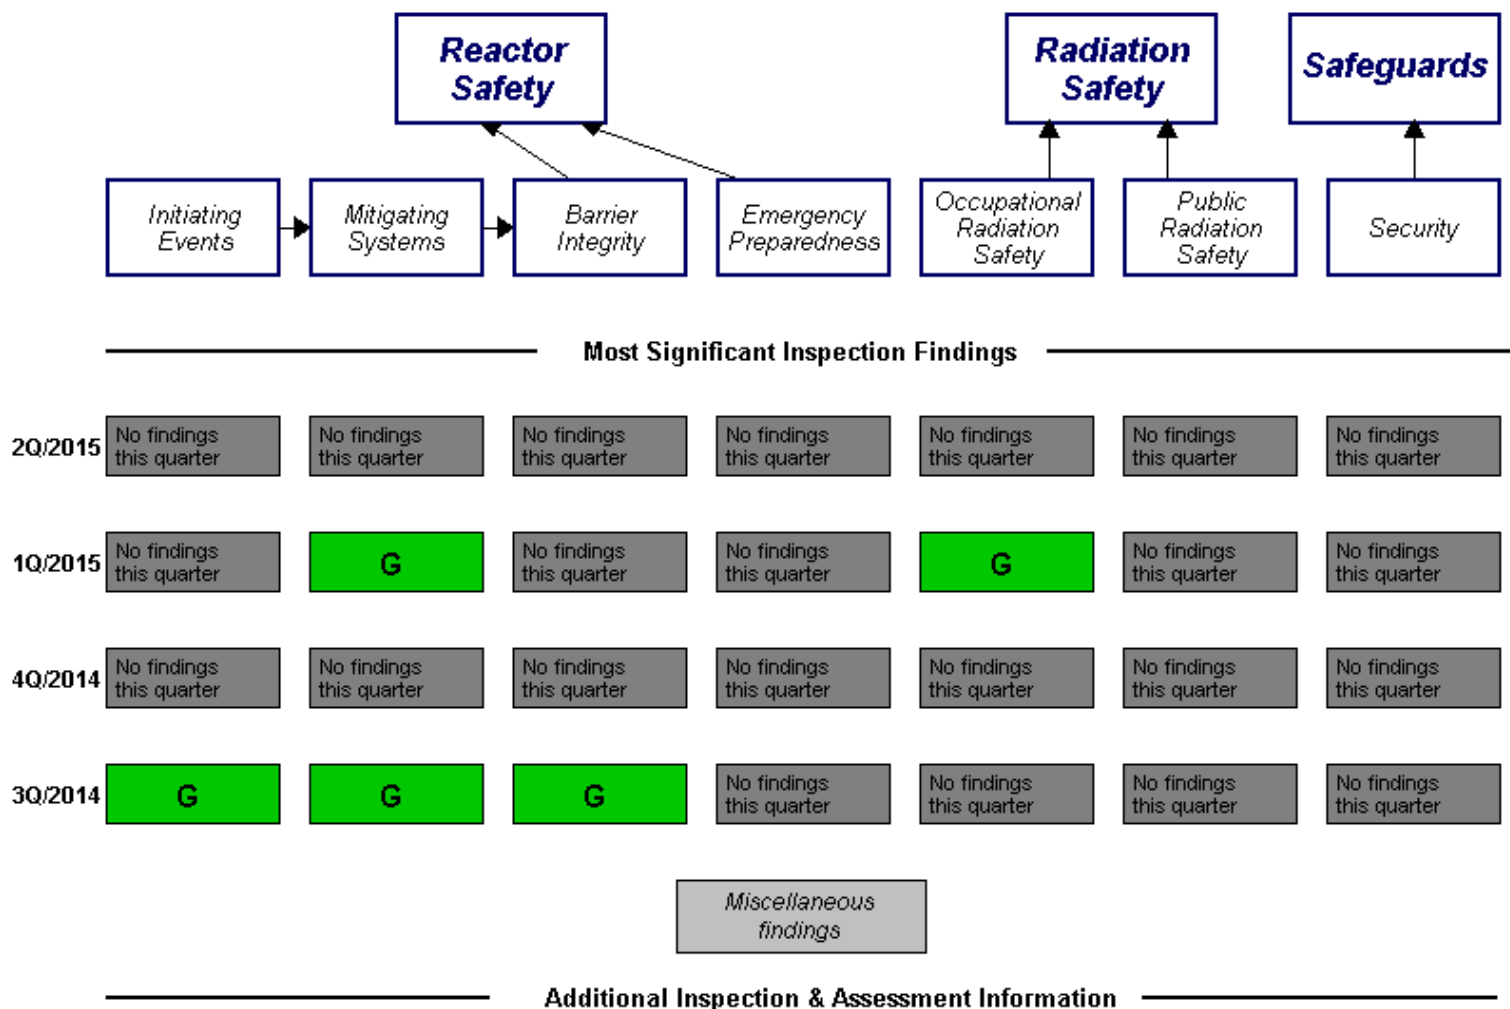 Reactor
Safety
Radiation
Safety
Safeguards
Initiating
Events
Mitigating
Systems
Barrier
Integrity
Emergency
Preparedness
Occupational
Radiation
Safety
Public
Radiation
Safety
Security
Most Significant Inspection Findings
2Q/2015
No findings
this quarter
No findings
this quarter
No findings
this quarter
No findings
this quarter
No findings
this quarter
No findings
this quarter
No findings
this quarter
1Q/2015
No findings
this quarter
G
No findings
this quarter
No findings
this quarter
G
No findings
this quarter
No findings
this quarter
4Q/2014
No findings
this quarter
No findings
this quarter
No findings
this quarter
No findings
this quarter
No findings
this quarter
No findings
this quarter
No findings
this quarter
3Q/2014
G
G
G
No findings
this quarter
No findings
this quarter
No findings
this quarter
No findings
this quarter
Miscellaneous
findings
Additional Inspection & Assessment Information